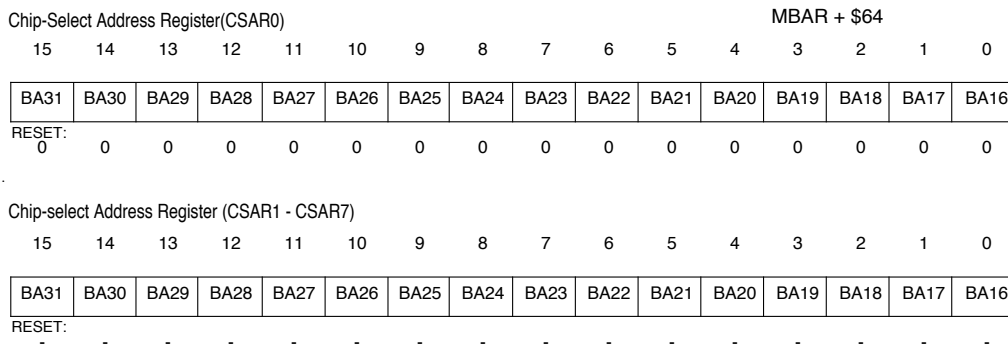 Chip-Select Address Register(CSAR0) MBAR + $64
15 14 13 12 11 10 9 8 7 6 5 4 3 2 1 0
BA31 BA30 BA29 BA28 BA27 BA26 BA25 BA24 BA23 BA22 BA21 BA20 BA19 BA18 BA17 BA16
RESET:
0 0 0 0 0 0 0 0 0 0 0 0 0 0 0 0
.
Chip-select Address Register (CSAR1 - CSAR7)
15 14 13 12 11 10 9 8 7 6 5 4 3 2 1 0
BA31 BA30 BA29 BA28 BA27 BA26 BA25 BA24 BA23 BA22 BA21 BA20 BA19 BA18 BA17 BA16
RESET:
- - - - - - - - - - - - - - - -